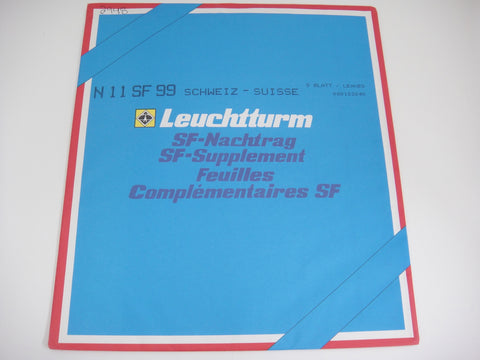 N 11 SF 99 SCHWEIZ - SUISSE 5 BLATT - LEAVES
Leuchtturm
SF-Nachtrag
SF-Supplement
Feuilles
Complémentaires SF